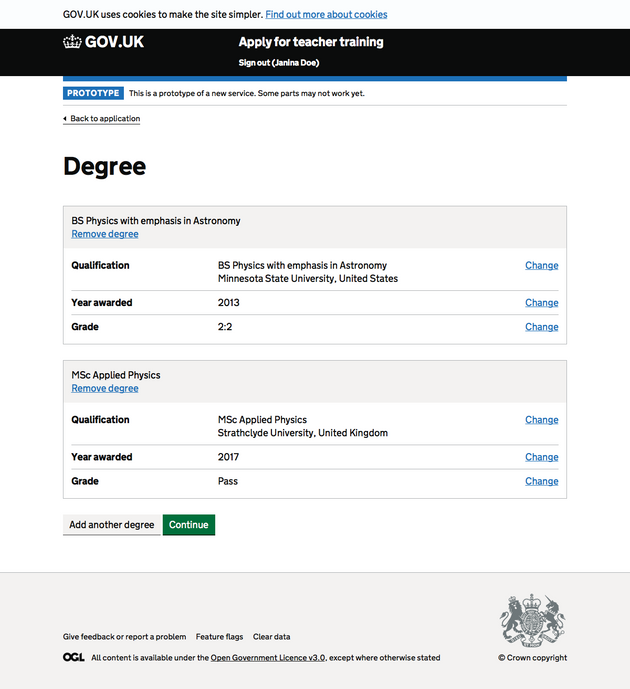 GOV.UK uses cookies to make the site simpler. Find out more about cookies
GOV.UK
Apply for teacher training
Sign out (Janina Doe)
PROTOTYPE This is a prototype of a new service. Some parts may not work yet.
Back to application
Degree
BS Physics with emphasis in Astronomy
Remove degree
Qualification BS Physics with emphasis in Astronomy Change
Minnesota State University, United States
Year awarded 2013 Change
Grade 2:2 Change
MSc Applied Physics
Remove degree
Qualification MSc Applied Physics Change
Strathclyde University, United Kingdom
Year awarded 2017 Change
Grade Pass Change
Add another degree Continue
Give feedback or report a problem Feature flags Clear data
OGL All content is available under the Open Government Licence v3.0, except where otherwise stated
© Crown copyright